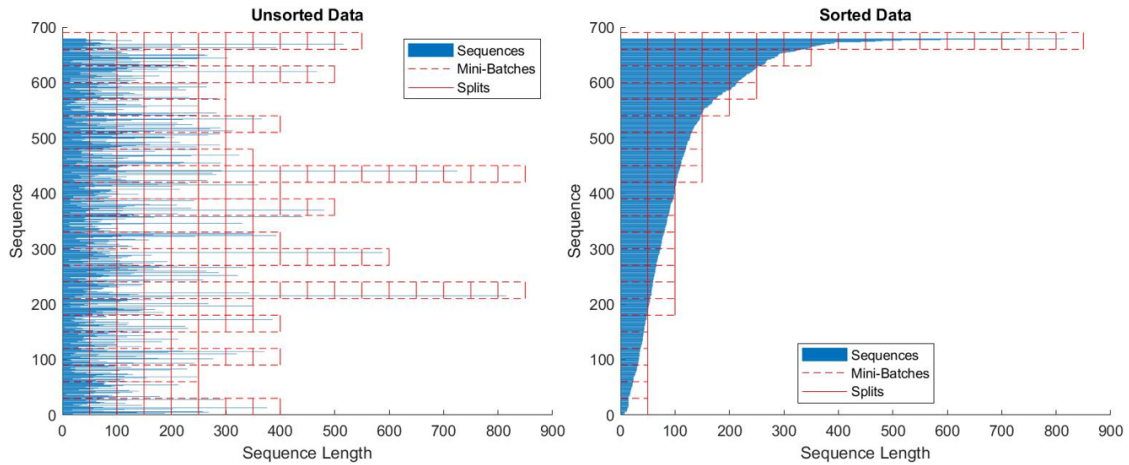 Unsorted Data
700
600
500
400
300
200
100
0
Sequence
0 100 200 300 400 500 600 700 800 900
Sequence Length
Sequences
Mini-Batches
Splits
Sorted Data
700
600
500
400
300
200
100
0
Sequence
0 100 200 300 400 500 600 700 800 900
Sequence Length
Sequences
Mini-Batches
Splits